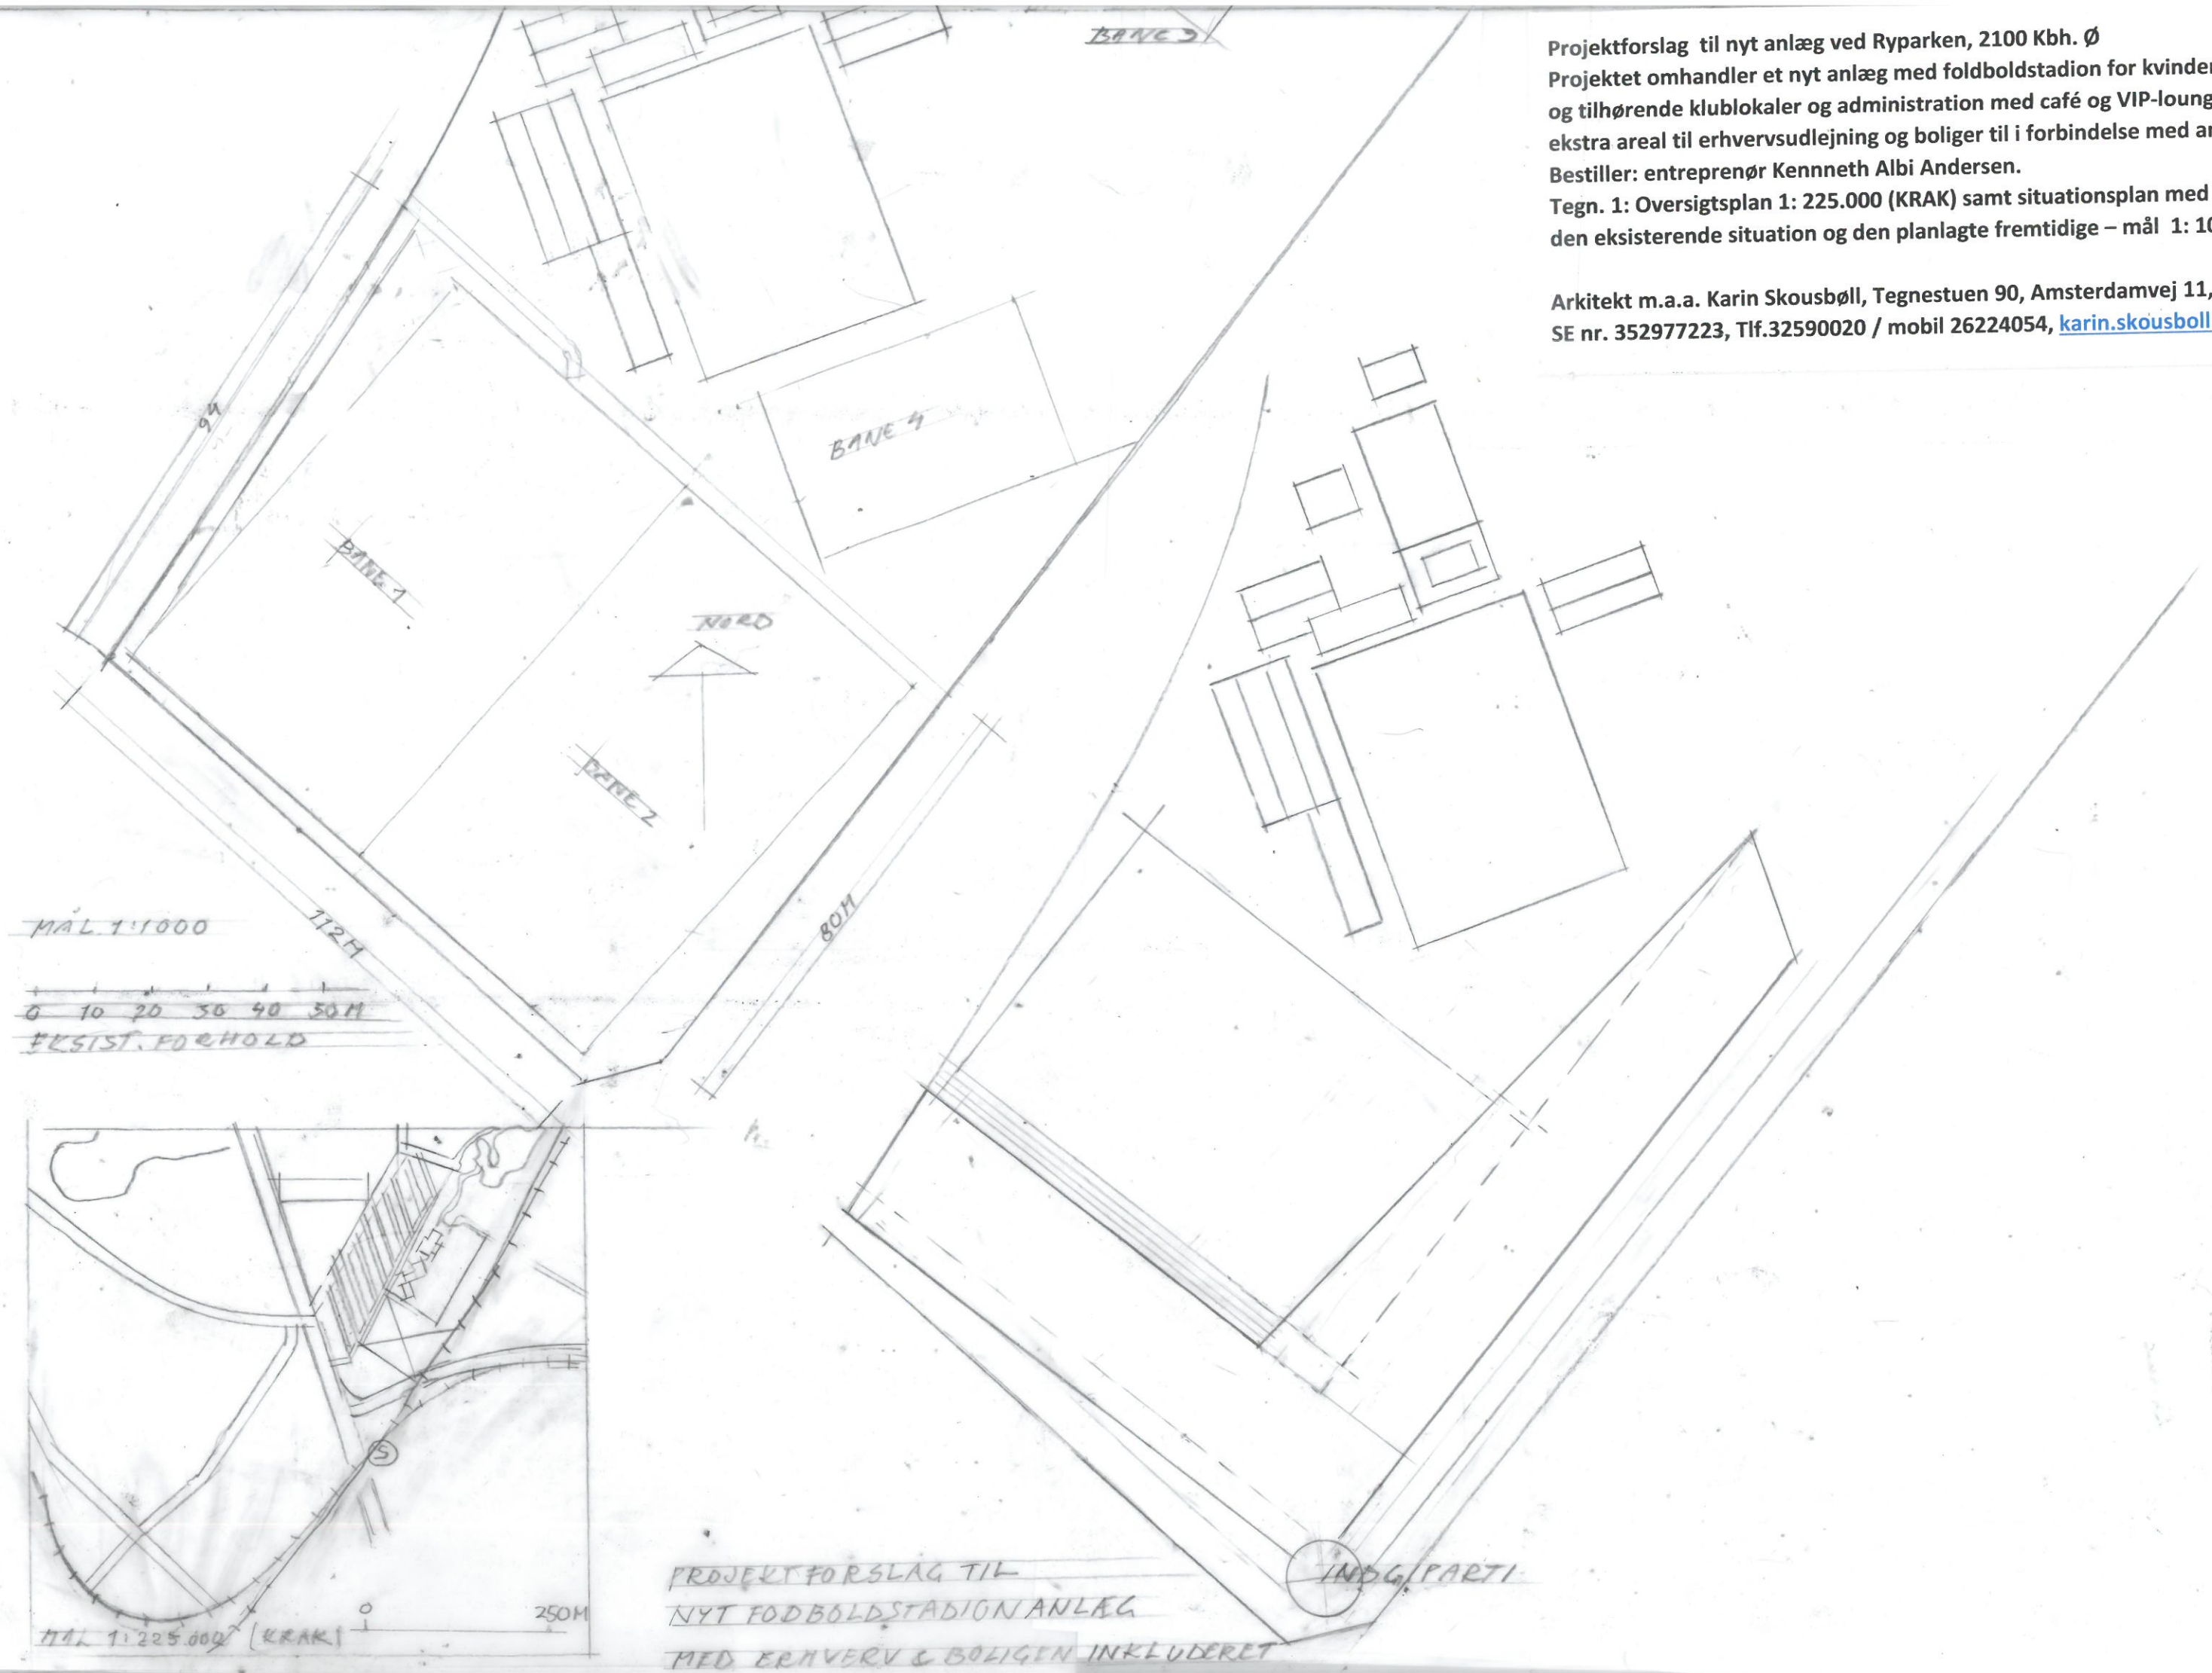 Projektforslag til nyt anlæg ved Ryparken, 2100 Kbh. Ø
Projektet omhandler et nyt anlæg med foldboldstadion for kvinder
og tilhørende klublokaler og administration med café og VIP-loung
ekstra areal til erhvervsudlejning og boliger til i forbindelse med a
Bestiller: entreprenør Kennneth Albi Andersen.
Tegn. 1: Oversigtsplan 1: 225.000 (KRAK) samt situationsplan med
den eksisterende situation og den planlagte fremtidige – mål 1: 10
Arkitekt m.a.a. Karin Skousbøll, Tegnestuen 90, Amsterdamvej 11,
SE nr. 352977223, Tlf.32590020 / mobil 26224054, karin.skousboll
BANE 3
BANE 4
BANE 1
NORD
BANE 2
MÅL 1:1000
112M
80M
0 10 20 30 40 50M
EKSIST. FORHOLD
S
0 250M
MÅL 1:225.000 (KRAK)
INDG/PARTI
PROJEKTFORSLAG TIL
NYT FODBOLDSTADIONANLÆG
MED ERHVERV & BOLIGEN INKLUDERET